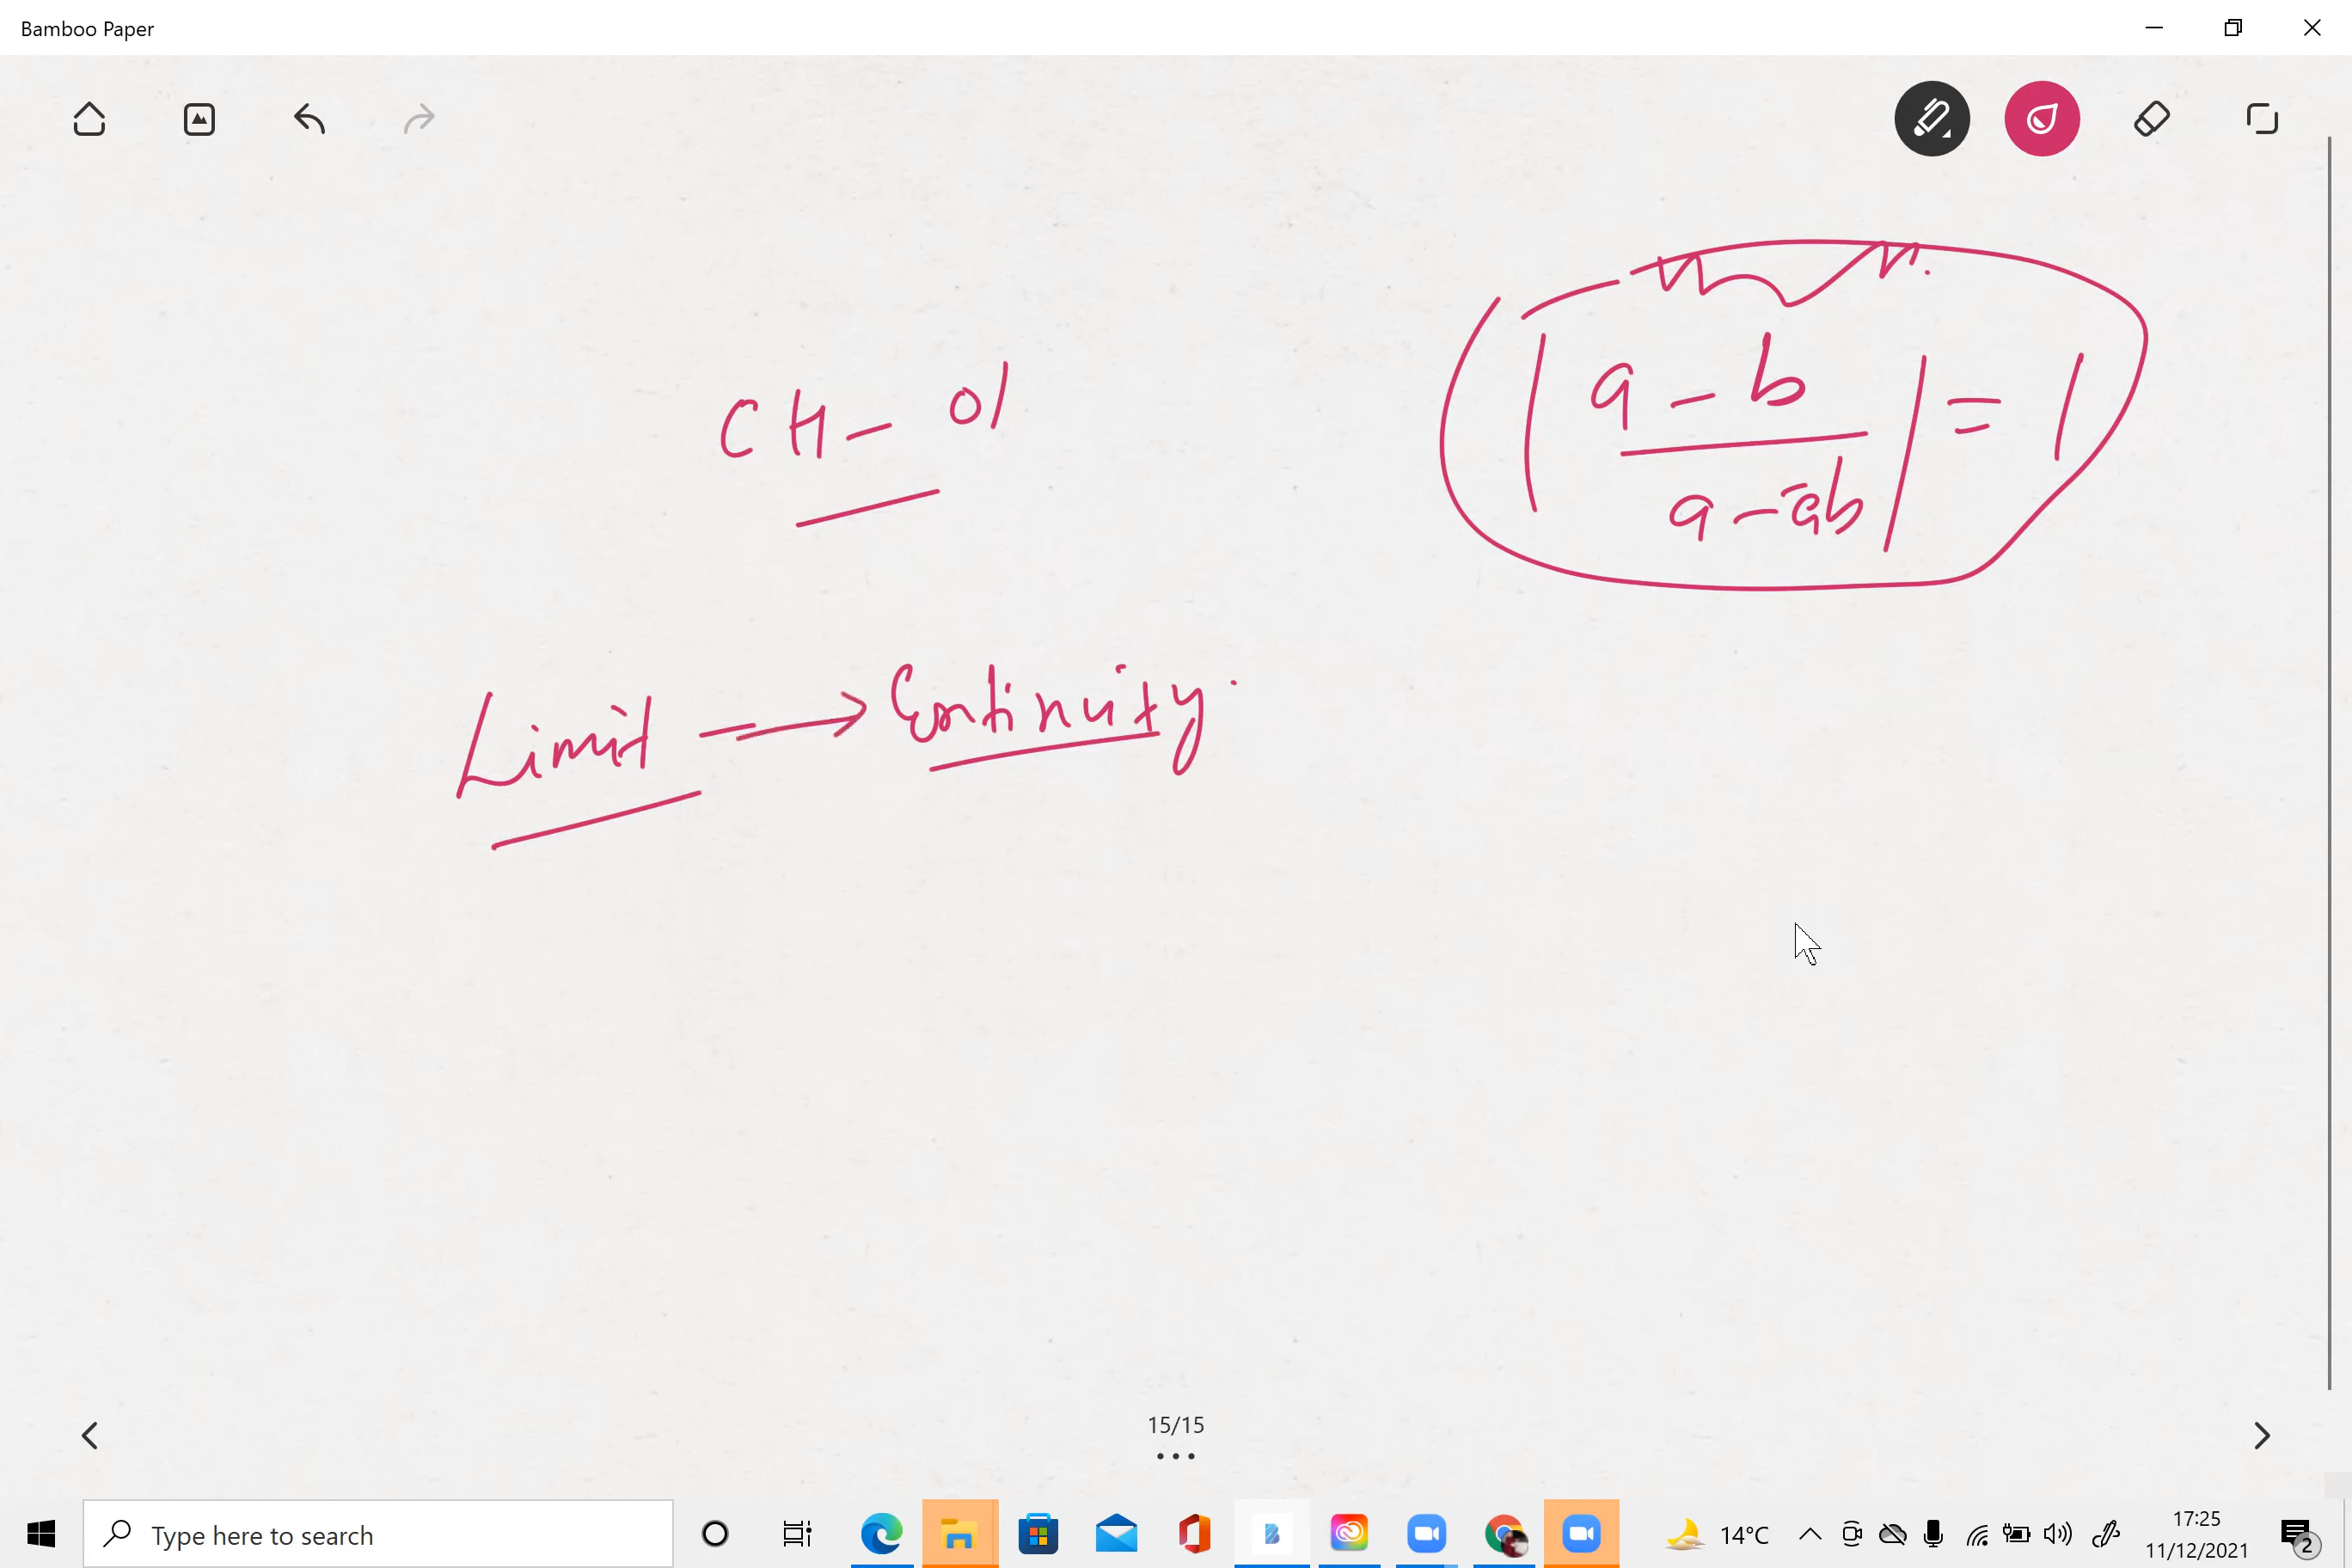 Bamboo Paper
CH - 01
|a - b / a - āb| = 1
Limit → Continuity.
15/15
Type here to search
14°C
17:25
11/12/2021
2